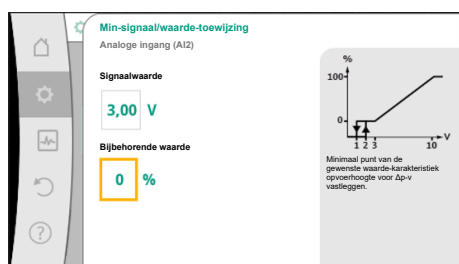 Min-signaal/waarde-toewijzing
Analoge ingang (AI2)
Signaalwaarde
3,00 V
Bijbehorende waarde
0 %
%
100
0
1 2 3 10 V
Minimaal punt van de
gewenste waarde-karakteristiek
opvoerhoogte voor Δp-v
vastleggen.
?